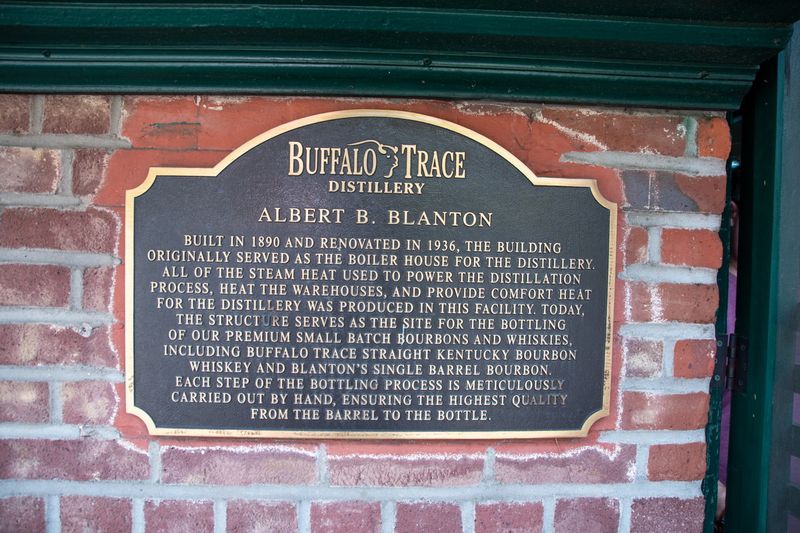 BUFFALO TRACE
DISTILLERY
ALBERT B. BLANTON
BUILT IN 1890 AND RENOVATED IN 1936, THE BUILDING
ORIGINALLY SERVED AS THE BOILER HOUSE FOR THE DISTILLERY.
ALL OF THE STEAM HEAT USED TO POWER THE DISTILLATION
PROCESS, HEAT THE WAREHOUSES, AND PROVIDE COMFORT HEAT
FOR THE DISTILLERY WAS PRODUCED IN THIS FACILITY. TODAY,
THE STRUCTURE SERVES AS THE SITE FOR THE BOTTLING
OF OUR PREMIUM SMALL BATCH BOURBONS AND WHISKIES,
INCLUDING BUFFALO TRACE STRAIGHT KENTUCKY BOURBON
WHISKEY AND BLANTON'S SINGLE BARREL BOURBON.
EACH STEP OF THE BOTTLING PROCESS IS METICULOUSLY
CARRIED OUT BY HAND, ENSURING THE HIGHEST QUALITY
FROM THE BARREL TO THE BOTTLE.